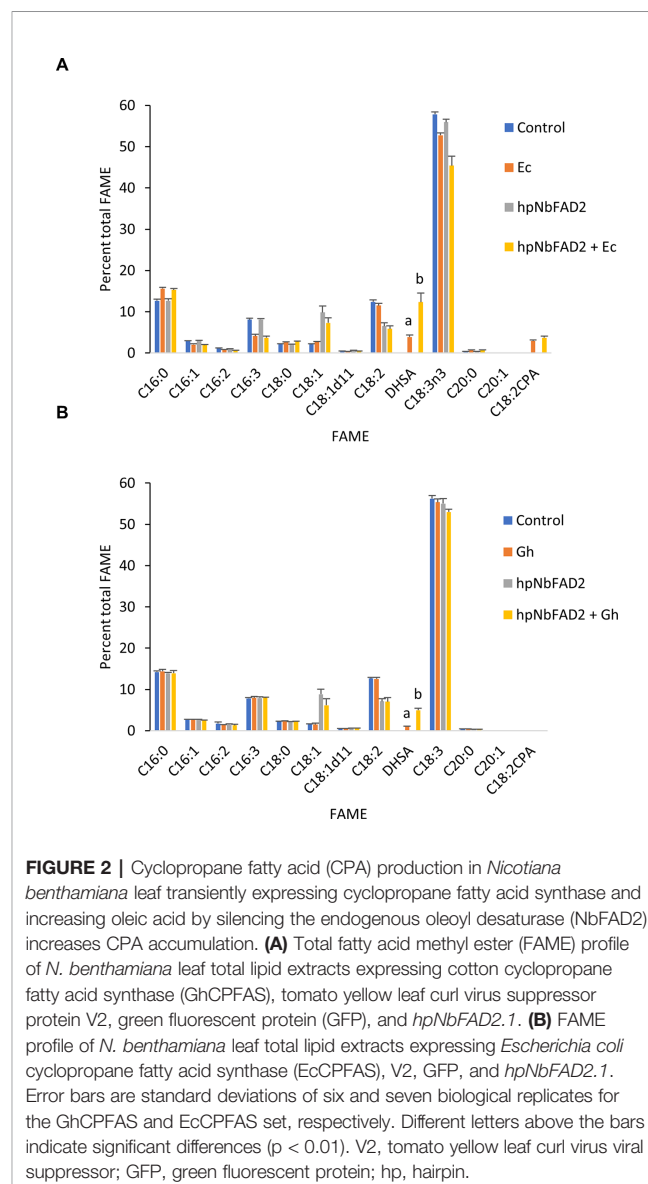 A
Percent total FAME
60
50
40
30
20
10
0
Control
Ec
hpNbFAD2
hpNbFAD2 + Ec
a
b
C16:0
C16:1
C16:2
C16:3
C18:0
C18:1
C18:1d11
C18:2
DHSA
C18:3n3
C20:0
C20:1
C18:2CPA
FAME
B
Percent total FAME
60
50
40
30
20
10
0
Control
Gh
hpNbFAD2
hpNbFAD2 + Gh
a
b
C16:0
C16:1
C16:2
C16:3
C18:0
C18:1
C18:1d11
C18:2
DHSA
C18:3
C20:0
C20:1
C18:2CPA
FAME
FIGURE 2 | Cyclopropane fatty acid (CPA) production in Nicotiana
benthamiana leaf transiently expressing cyclopropane fatty acid synthase and
increasing oleic acid by silencing the endogenous oleoyl desaturase (NbFAD2)
increases CPA accumulation. (A) Total fatty acid methyl ester (FAME) profile
of N. benthamiana leaf total lipid extracts expressing cotton cyclopropane
fatty acid synthase (GhCPFAS), tomato yellow leaf curl virus suppressor
protein V2, green fluorescent protein (GFP), and hpNbFAD2.1. (B) FAME
profile of N. benthamiana leaf total lipid extracts expressing Escherichia coli
cyclopropane fatty acid synthase (EcCPFAS), V2, GFP, and hpNbFAD2.1.
Error bars are standard deviations of six and seven biological replicates for
the GhCPFAS and EcCPFAS set, respectively. Different letters above the bars
indicate significant differences (p < 0.01). V2, tomato yellow leaf curl virus viral
suppressor; GFP, green fluorescent protein; hp, hairpin.